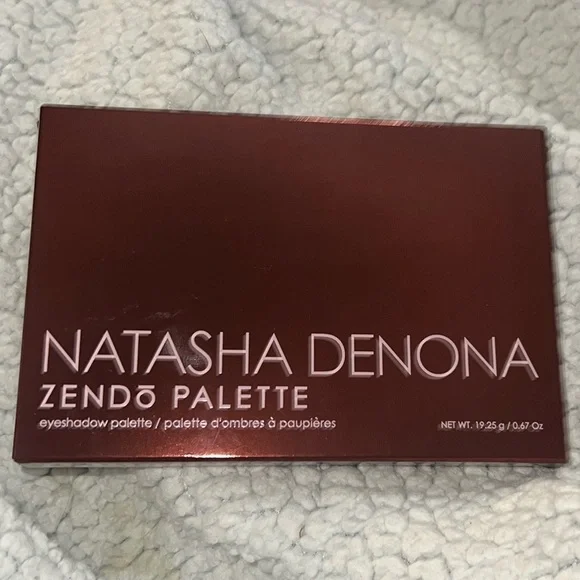 NATASHA DENONA
ZENDō PALETTE
eyeshadow palette / palette d'ombres à paupières
NET WT. 19.25 g / 0.67 Oz